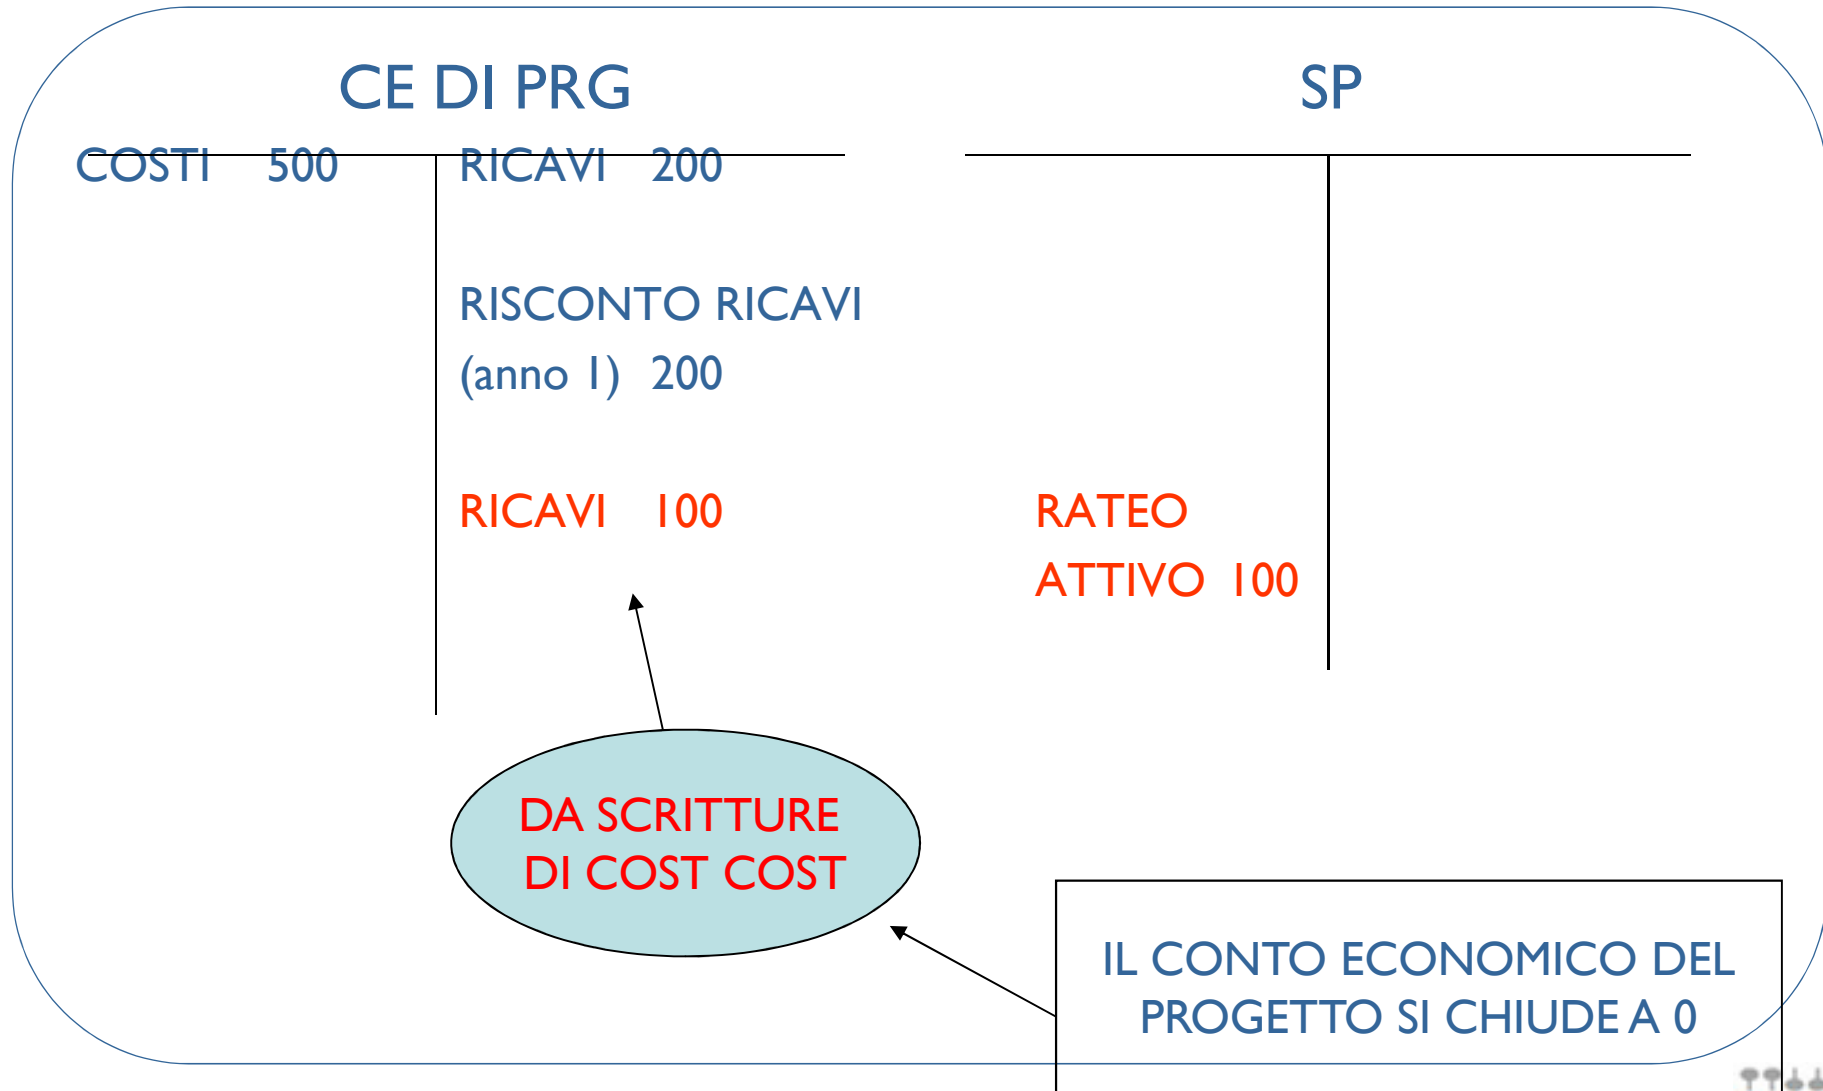 CE DI PRG
SP
COSTI 500
RICAVI 200
RISCONTO RICAVI
(anno 1) 200
RICAVI 100
RATEO
ATTIVO 100
DA SCRITTURE
DI COST COST
IL CONTO ECONOMICO DEL
PROGETTO SI CHIUDE A 0